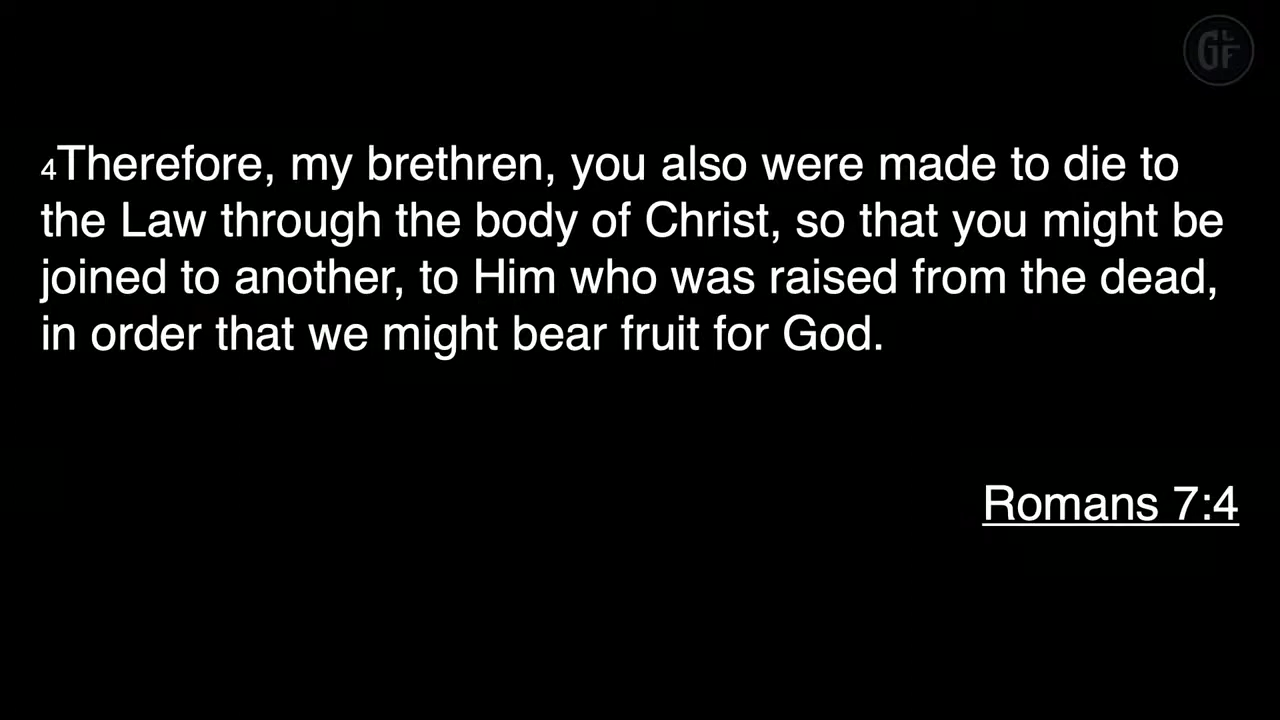 GLF
4Therefore, my brethren, you also were made to die to
the Law through the body of Christ, so that you might be
joined to another, to Him who was raised from the dead,
in order that we might bear fruit for God.
Romans 7:4